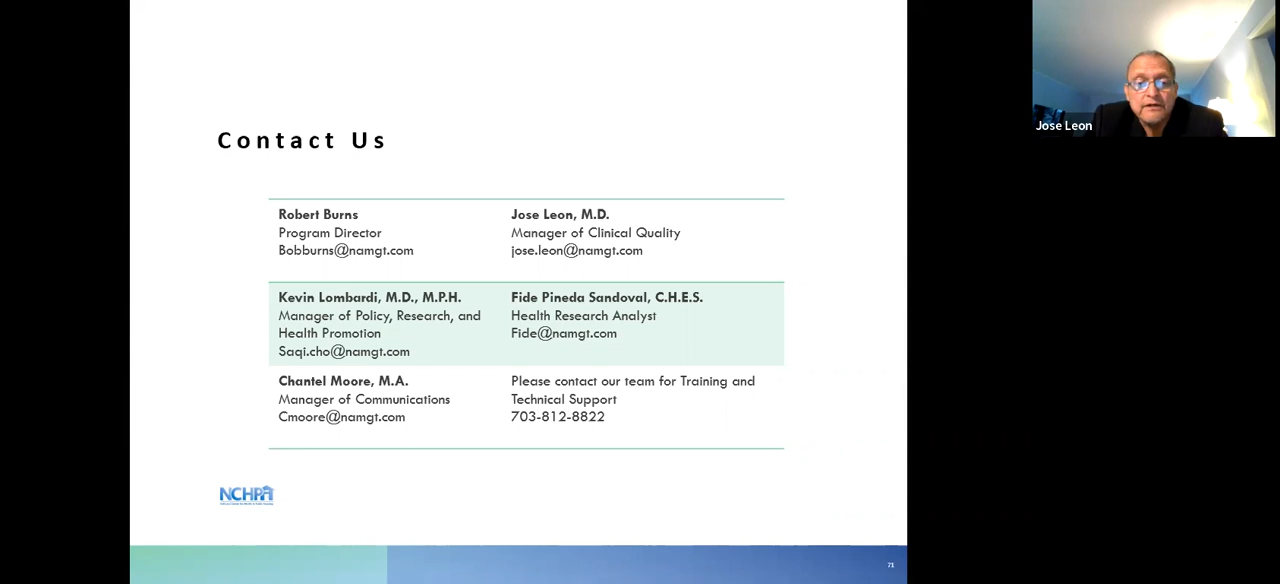 Contact Us
Robert Burns
Program Director
Bobburns@namgt.com
Jose Leon, M.D.
Manager of Clinical Quality
jose.leon@namgt.com
Kevin Lombardi, M.D., M.P.H.
Manager of Policy, Research, and
Health Promotion
Saqi.cho@namgt.com
Fide Pineda Sandoval, C.H.E.S.
Health Research Analyst
Fide@namgt.com
Chantel Moore, M.A.
Manager of Communications
Cmoore@namgt.com
Please contact our team for Training and
Technical Support
703-812-8822
NCHPH
71
Jose Leon